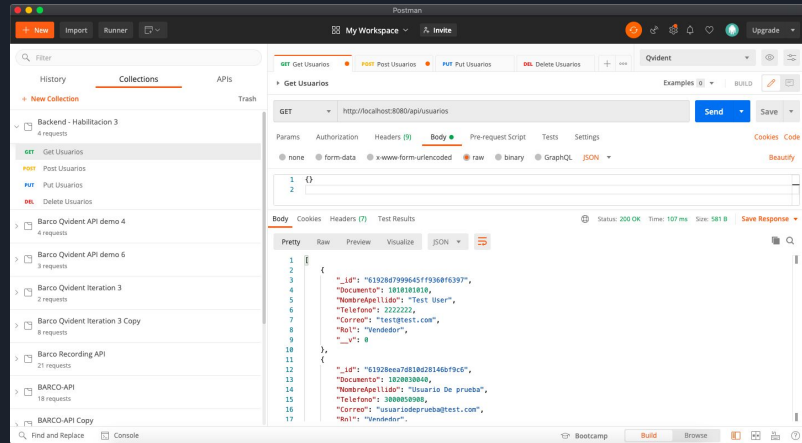 Postman
+ New Import Runner My Workspace Invite Upgrade
Filter
History Collections APIs
+ New Collection Trash
Backend - Habilitacion 3
4 requests
GET Get Usuarios
POST Post Usuarios
PUT Put Usuarios
DEL Delete Usuarios
Barco Qvident API demo 4
4 requests
Barco Qvident API demo 6
3 requests
Barco Qvident Iteration 3
2 requests
Barco Qvident Iteration 3 Copy
8 requests
Barco Recording API
21 requests
BARCO-API
18 requests
BARCO-API Copy
GET Get Usuarios POST Post Usuarios PUT Put Usuarios DEL Delete Usuarios + ••• Qvident
Get Usuarios Examples 0 BUILD
GET http://localhost:8080/api/usuarios Send Save
Params Authorization Headers (9) Body Pre-request Script Tests Settings Cookies Code
none form-data x-www-form-urlencoded raw binary GraphQL JSON Beautify
1 {}
2
Body Cookies Headers (7) Test Results Status: 200 OK Time: 107 ms Size: 581 B Save Response
Pretty Raw Preview Visualize JSON
1 [
2 {
3 "_id": "61928d7999645ff9360f6397",
4 "Documento": 1010101010,
5 "NombreApellido": "Test User",
6 "Telefono": 2222222,
7 "Correo": "test@test.com",
8 "Rol": "Vendedor",
9 "__v": 0
10 },
11 {
12 "_id": "61928eea7d810d28146bf9c6",
13 "Documento": 1020030040,
14 "NombreApellido": "Usuario De prueba",
15 "Telefono": 3000050908,
16 "Correo": "usuariodeprueba@test.com",
17 "Rol": "Vendedor",
Find and Replace Console Bootcamp Build Browse